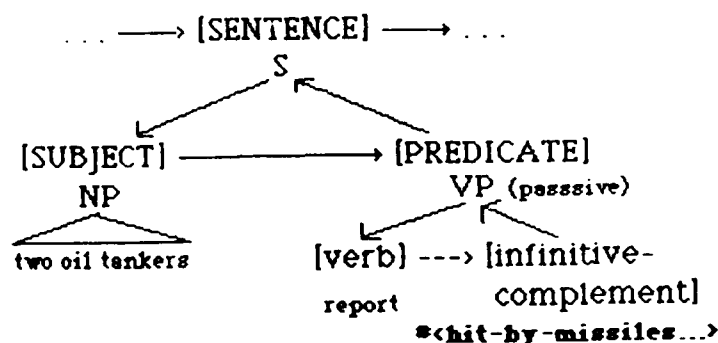 ... → [SENTENCE] → ...
S
[SUBJECT] → [PREDICATE]
NP VP (passsive)
two oil tankers [verb] ---> [infinitive-
report complement]
#<hit-by-missiles...>